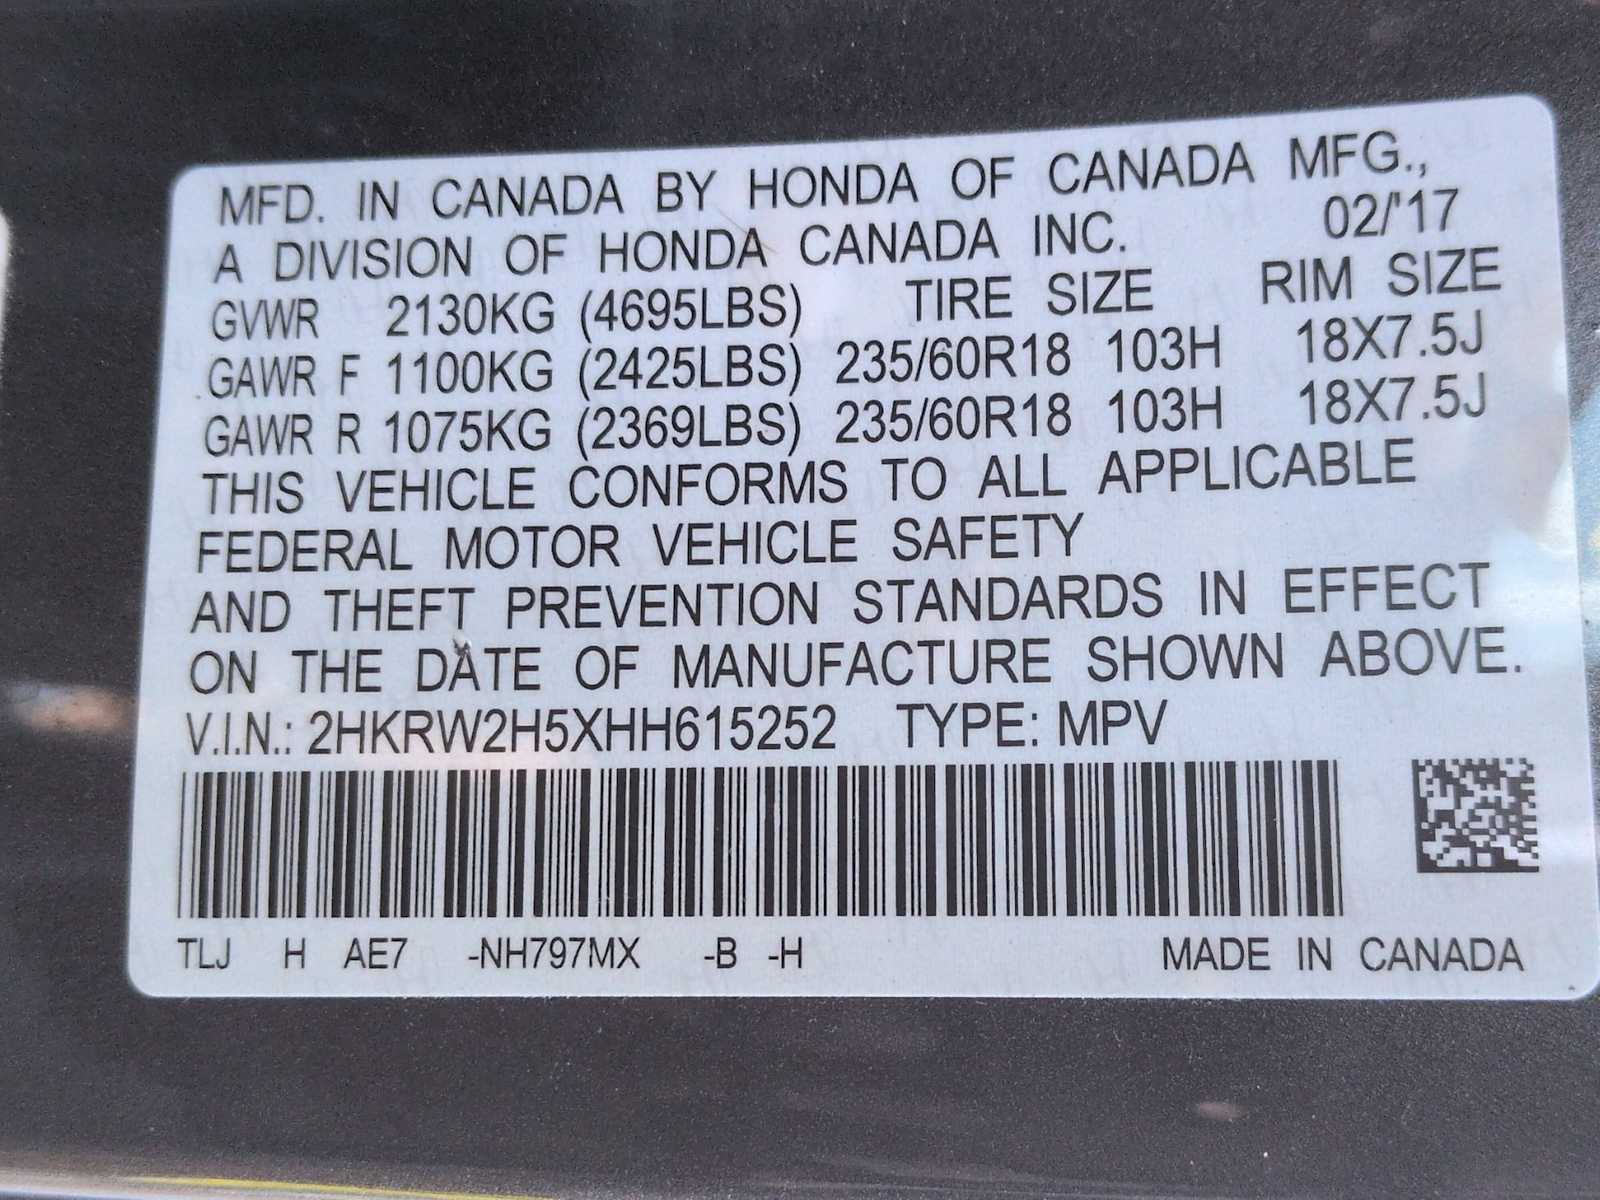 MFD. IN CANADA BY HONDA OF CANADA MFG.,
A DIVISION OF HONDA CANADA INC. 02/'17
GVWR 2130KG (4695LBS) TIRE SIZE RIM SIZE
GAWR F 1100KG (2425LBS) 235/60R18 103H 18X7.5J
GAWR R 1075KG (2369LBS) 235/60R18 103H 18X7.5J
THIS VEHICLE CONFORMS TO ALL APPLICABLE
FEDERAL MOTOR VEHICLE SAFETY
AND THEFT PREVENTION STANDARDS IN EFFECT
ON THE DATE OF MANUFACTURE SHOWN ABOVE.
V.I.N.: 2HKRW2H5XHH615252 TYPE: MPV
TLJ H AE7 -NH797MX -B -H MADE IN CANADA